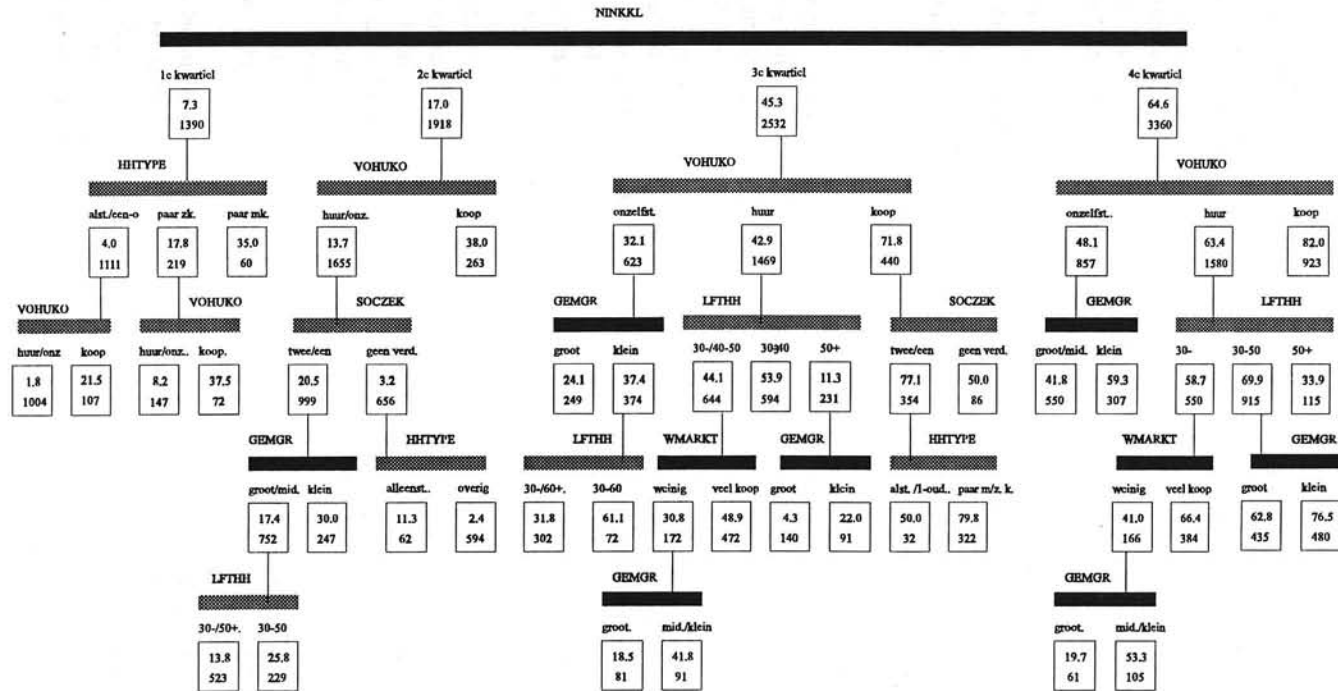 NINKKL
1e kwartiel 2e kwartiel 3e kwartiel 4e kwartiel
7.3 17.0 45.3 64.6
1390 1918 2532 3360
HHTYPE VOHUKO VOHUKO VOHUKO
alst./een-o paar zk. paar mk. huur/onz. koop onzelfst. huur koop onzelfst.. huur koop
4.0 17.8 35.0 13.7 38.0 32.1 42.9 71.8 48.1 63.4 82.0
1111 219 60 1655 263 623 1469 440 857 1580 923
VOHUKO VOHUKO SOCZEK GEMGR LFTHH SOCZEK GEMGR LFTHH
huur/onz koop huur/onz.. koop. twee/een geen verd. groot klein 30-/40-50 50+ twee/een geen verd. groot/mid. klein 30- 30-50 50+
1.8 21.5 8.2 37.5 20.5 3.2 24.1 37.4 44.1 53.9 11.3 77.1 50.0 41.8 59.3 58.7 69.9 33.9
1004 107 147 72 999 656 249 374 644 594 231 354 86 550 307 550 915 115
GEMGR HHTYPE LFTHH WMARKT GEMGR HHTYPE WMARKT GEMGR
groot/mid. klein alleenst.. overig 30-/60+. 30-60 weinig veel koop groot klein alst. /1-oud.. paar m/z. k. weinig veel koop groot klein
17.4 30.0 11.3 2.4 31.8 61.1 30.8 48.9 4.3 22.0 50.0 79.8 41.0 66.4 62.8 76.5
752 247 62 594 302 72 172 472 140 91 32 322 166 384 435 480
LFTHH GEMGR GEMGR
30-/50+. 30-50 groot. mid./klein groot. mid./klein
13.8 25.8 18.5 41.8 19.7 53.3
523 229 81 91 61 105